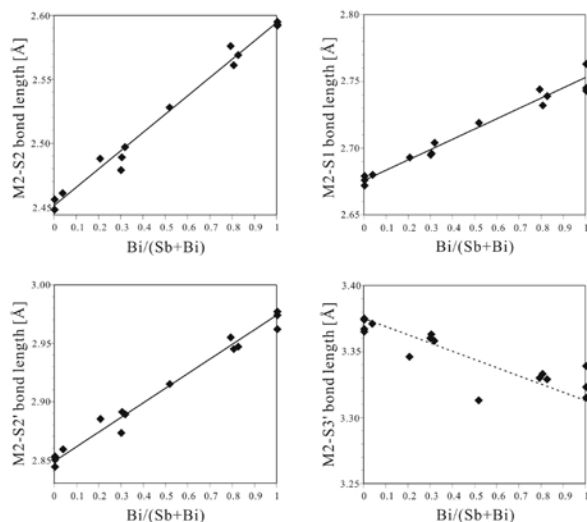 2.60
2.55
2.50
2.45
M2-S2 bond length [Å]
0 0.1 0.2 0.3 0.4 0.5 0.6 0.7 0.8 0.9 1
Bi/(Sb+Bi)
2.80
2.75
2.70
2.65
M2-S1 bond length [Å]
0 0.1 0.2 0.3 0.4 0.5 0.6 0.7 0.8 0.9 1
Bi/(Sb+Bi)
3.00
2.95
2.90
2.85
M2-S2' bond length [Å]
0 0.1 0.2 0.3 0.4 0.5 0.6 0.7 0.8 0.9 1
Bi/(Sb+Bi)
3.40
3.35
3.30
3.25
M2-S3' bond length [Å]
0 0.1 0.2 0.3 0.4 0.5 0.6 0.7 0.8 0.9 1
Bi/(Sb+Bi)